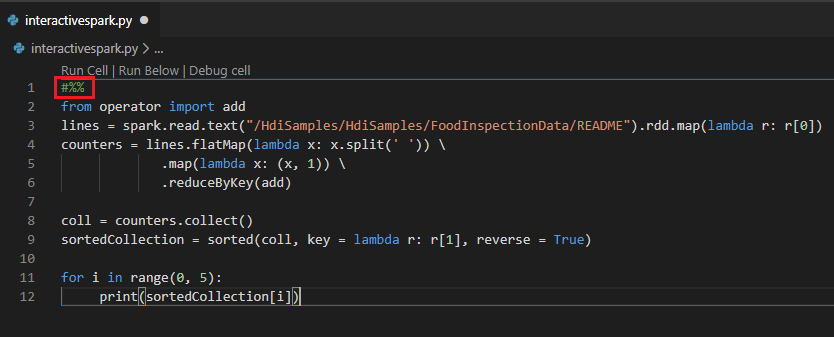 interactivespark.py
interactivespark.py > ...
Run Cell | Run Below | Debug cell
1 #%%
2 from operator import add
3 lines = spark.read.text("/HdiSamples/HdiSamples/FoodInspectionData/README").rdd.map(lambda r: r[0])
4 counters = lines.flatMap(lambda x: x.split(' ')) \
5              .map(lambda x: (x, 1)) \
6              .reduceByKey(add)
7
8 coll = counters.collect()
9 sortedCollection = sorted(coll, key = lambda r: r[1], reverse = True)
10
11 for i in range(0, 5):
12      print(sortedCollection[i])